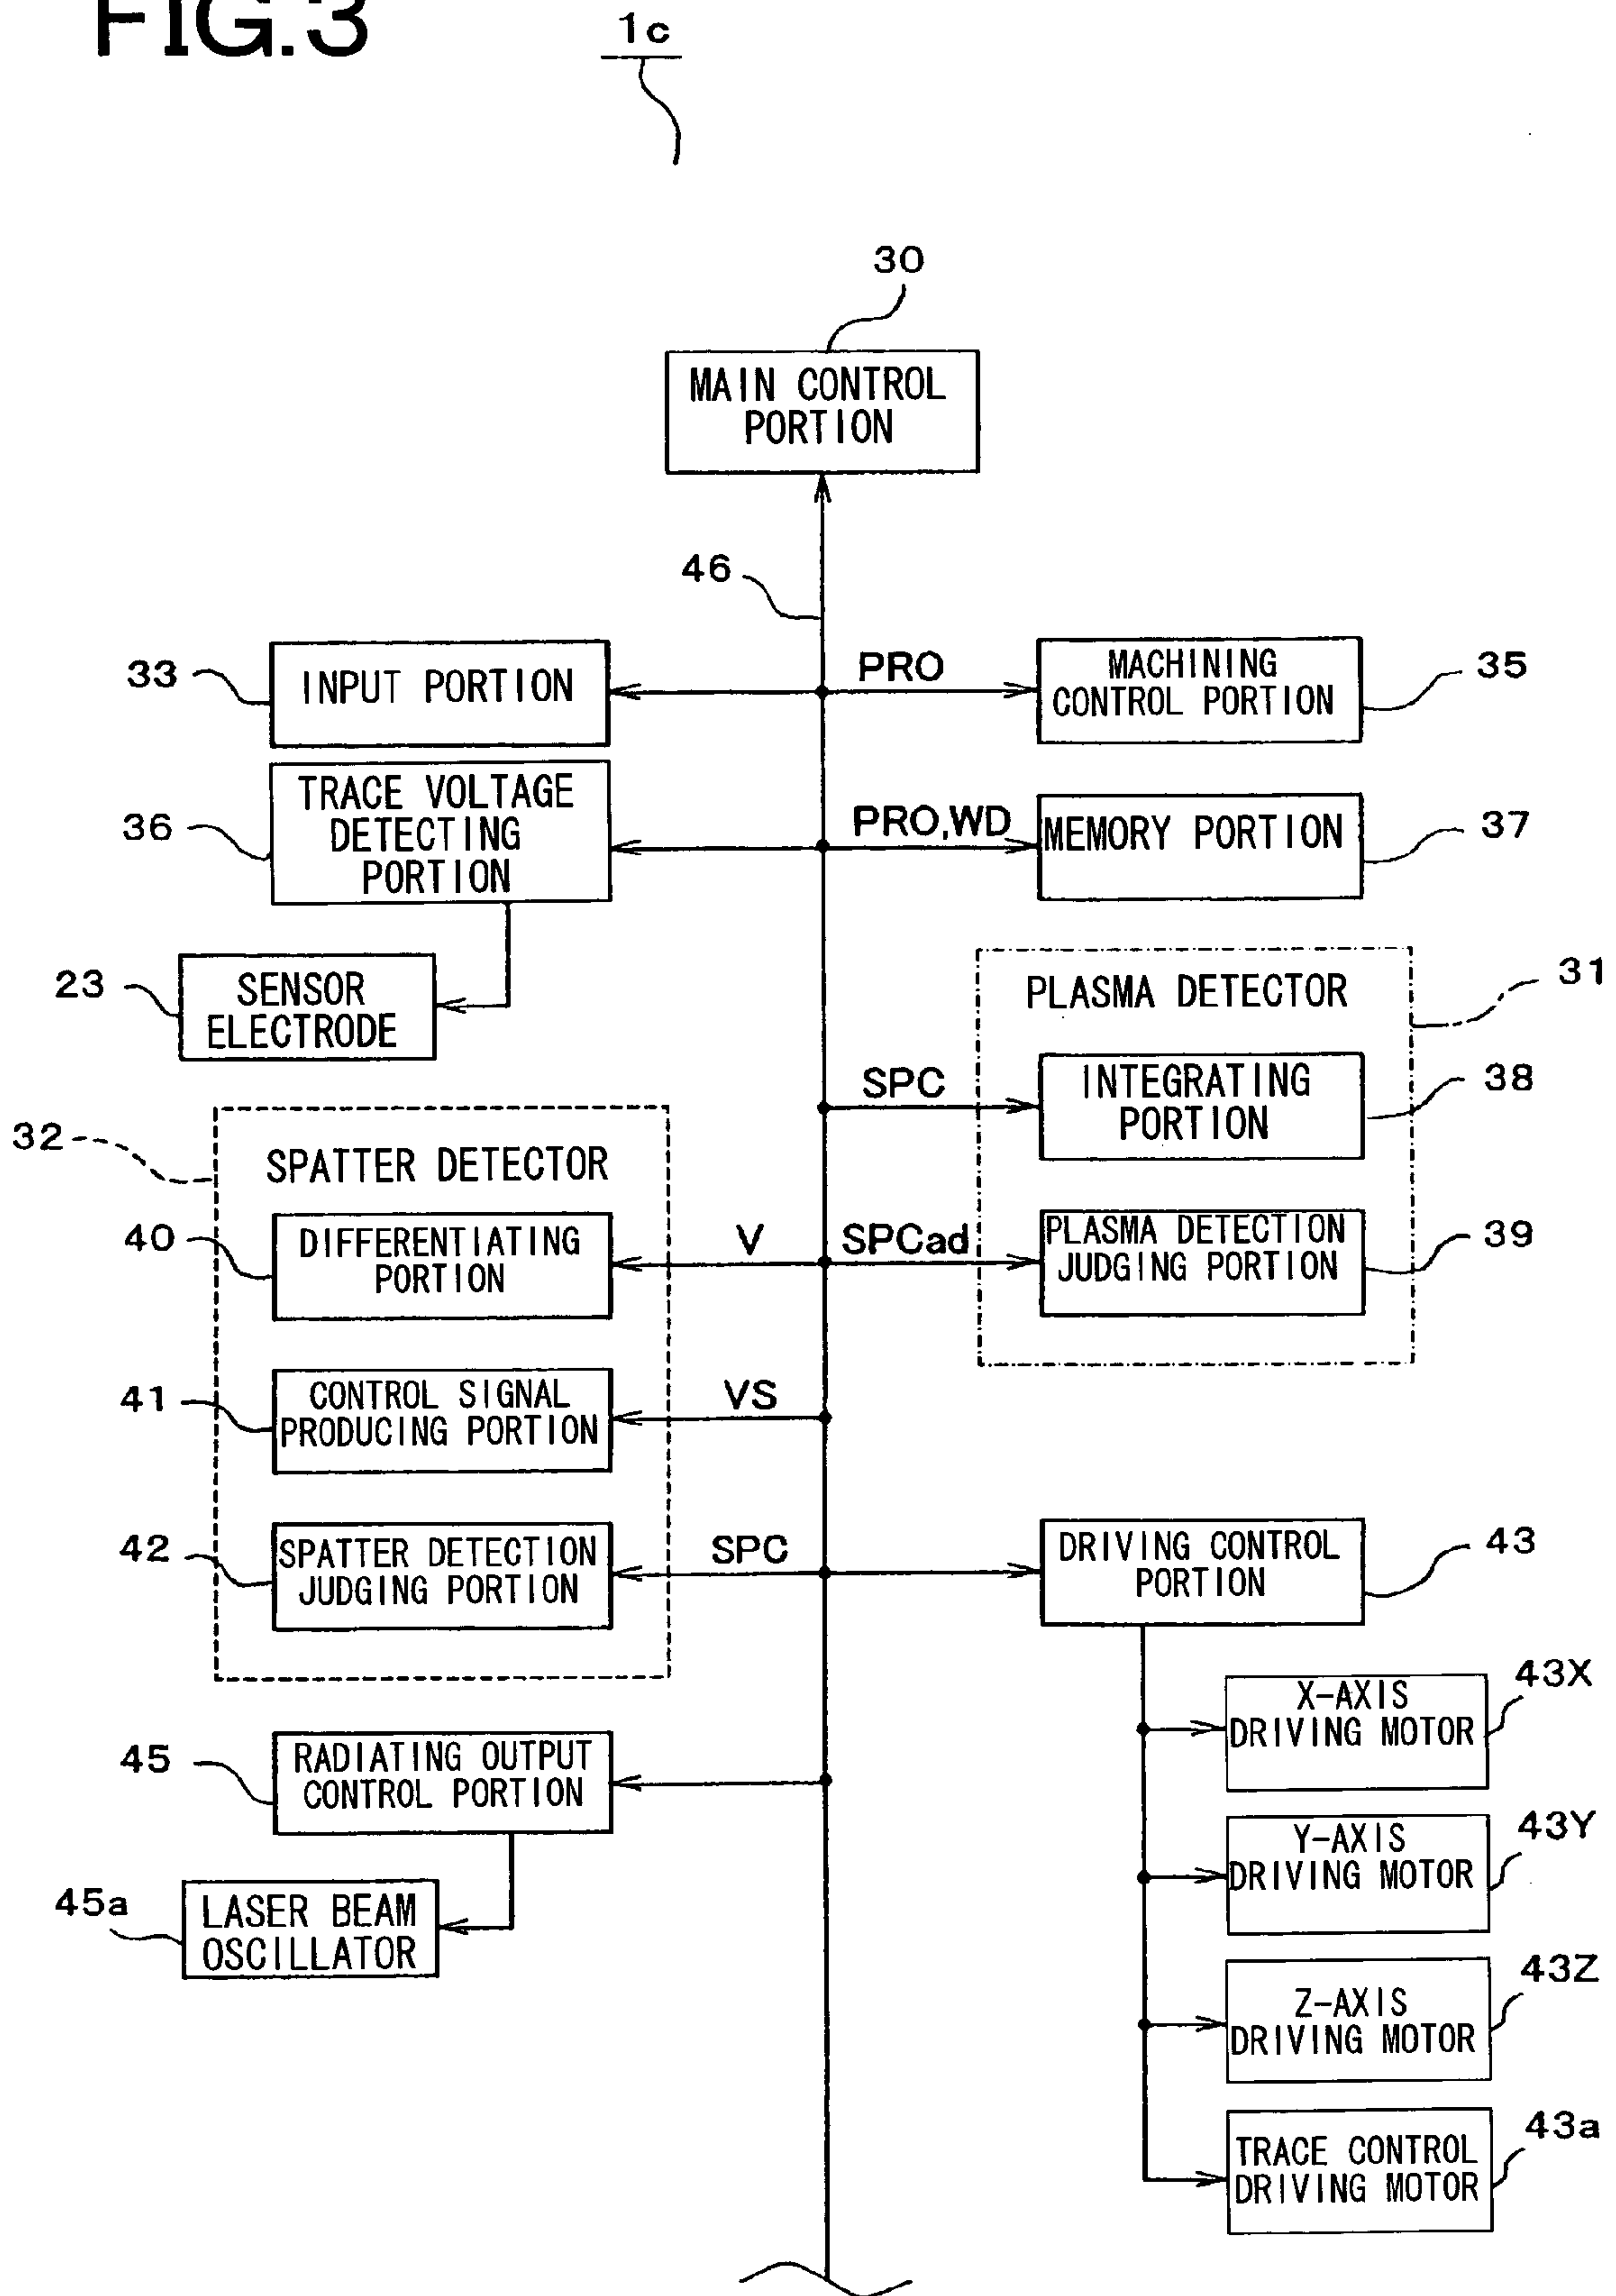 FIG.3
1c
30
MAIN CONTROL
PORTION
46
33
INPUT PORTION
PRO
MACHINING
CONTROL PORTION
35
36
TRACE VOLTAGE
DETECTING
PORTION
PRO,WD
MEMORY PORTION
37
23
SENSOR
ELECTRODE
PLASMA DETECTOR
31
SPC
INTEGRATING
PORTION
38
32
SPATTER DETECTOR
40
DIFFERENTIATING
PORTION
V
SPCad
PLASMA DETECTION
JUDGING PORTION
39
41
CONTROL SIGNAL
PRODUCING PORTION
VS
42
SPATTER DETECTION
JUDGING PORTION
SPC
DRIVING CONTROL
PORTION
43
45
RADIATING OUTPUT
CONTROL PORTION
45a
LASER BEAM
OSCILLATOR
X-AXIS
DRIVING MOTOR
43X
Y-AXIS
DRIVING MOTOR
43Y
Z-AXIS
DRIVING MOTOR
43Z
TRACE CONTROL
DRIVING MOTOR
43a